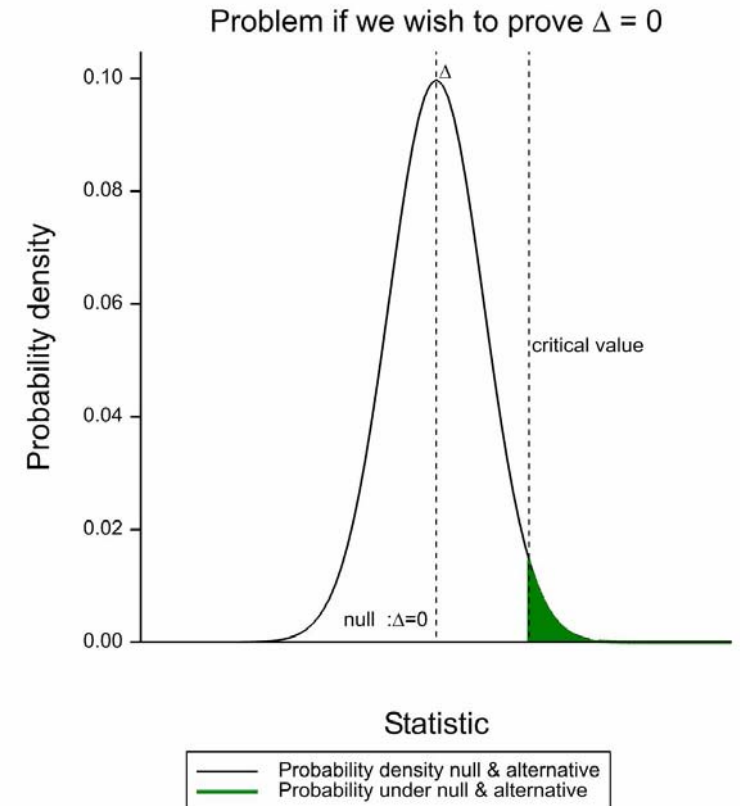 Problem if we wish to prove Δ = 0
0.10
Δ
0.08
0.06
critical value
0.04
0.02
null :Δ=0
0.00
Probability density
Statistic
Probability density null & alternative
Probability under null & alternative